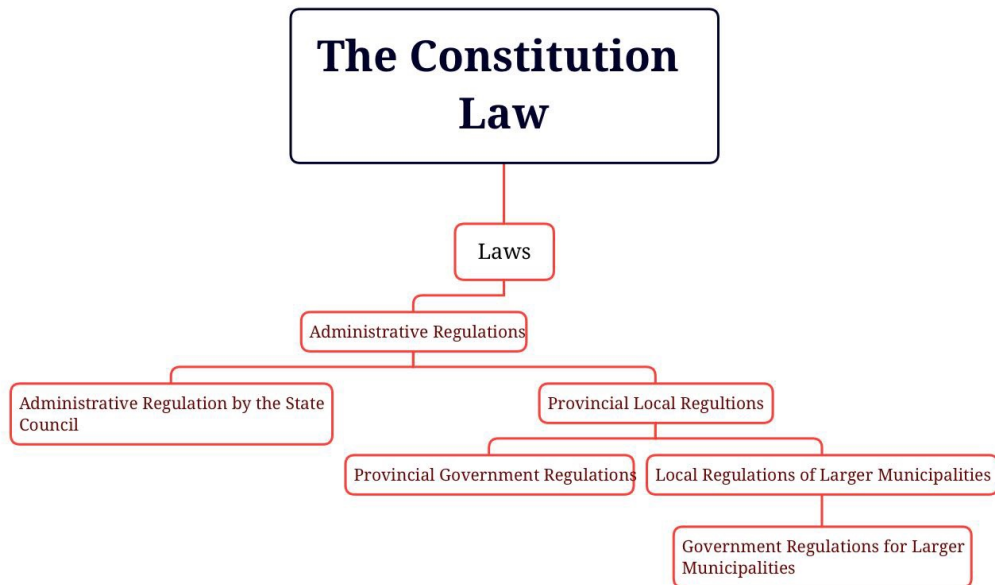 The Constitution
Law
Laws
Administrative Regulations
Administrative Regulation by the State
Council
Provincial Local Regultions
Provincial Government Regulations
Local Regulations of Larger Municipalities
Government Regulations for Larger
Municipalities